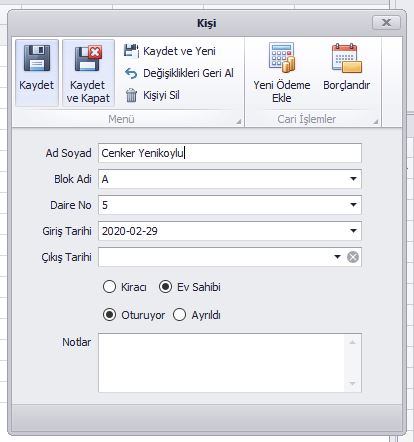 Kişi
Kaydet
Kaydet ve Kapat
Kaydet ve Yeni
Değişiklikleri Geri Al
Kişiyi Sil
Menü
Yeni Ödeme Ekle
Borçlandır
Cari İşlemler
Ad Soyad Cenker Yenikoylu
Blok Adi A
Daire No 5
Giriş Tarihi 2020-02-29
Çıkış Tarihi
Kiracı Ev Sahibi
Oturuyor Ayrıldı
Notlar